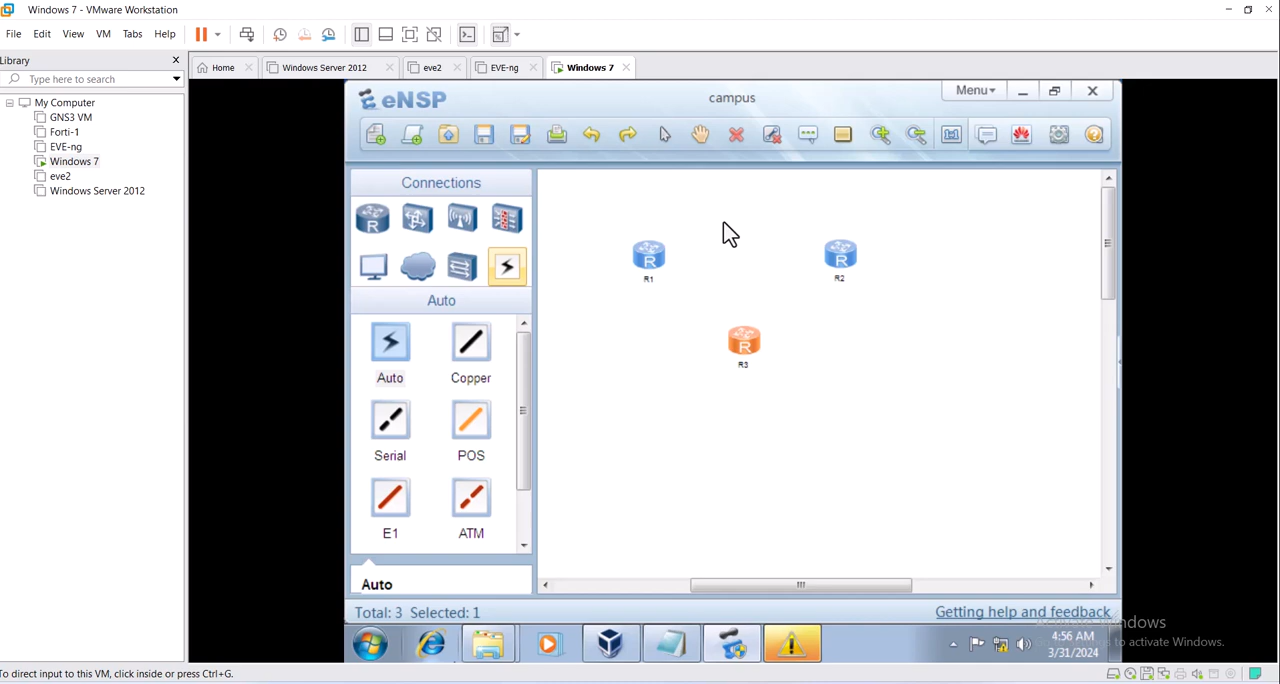 Windows 7 - VMware Workstation
File Edit View VM Tabs Help
Library
Type here to search
Home Windows Server 2012 eve2 EVE-ng Windows 7
My Computer
GNS3 VM
Forti-1
EVE-ng
Windows 7
eve2
Windows Server 2012
eNSP campus Menu
Connections
Auto
Auto Copper
Serial POS
E1 ATM
Auto
R
R1
R
R2
R
R3
Total: 3 Selected: 1 Getting help and feedback
4:56 AM
3/31/2024
to activate Windows.
To direct input to this VM, click inside or press Ctrl+G.